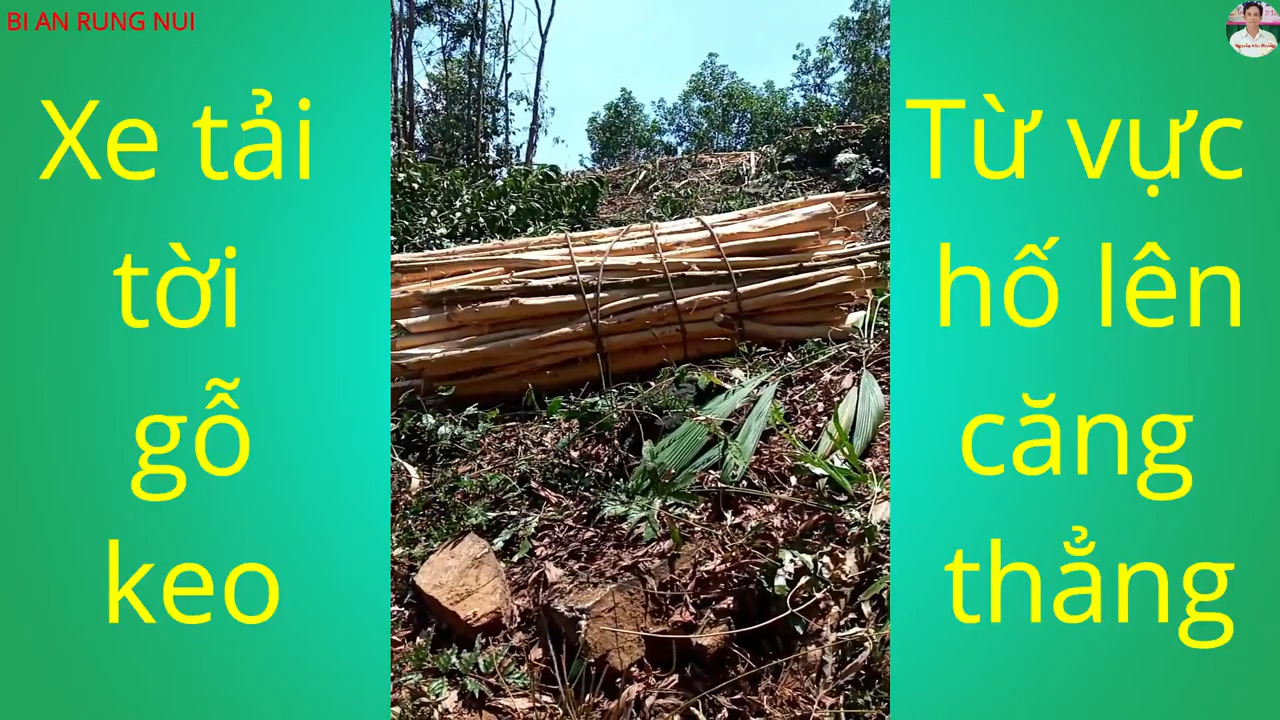 BI AN RUNG NUI
Xe tải
tời
gỗ
keo
Từ vực
hố lên
căng
thẳng